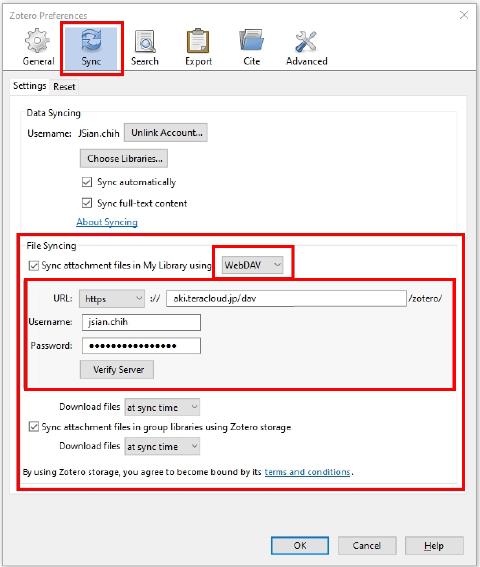 Zotero Preferences
General Sync Search Export Cite Advanced
Settings Reset
Data Syncing
Username: JSian.chih Unlink Account...
Choose Libraries...
Sync automatically
Sync full-text content
About Syncing
File Syncing
Sync attachment files in My Library using WebDAV
URL: https :// aki.teracloud.jp/dav /zotero/
Username: jsian.chih
Password: ●●●●●●●●●●●●●●●●
Verify Server
Download files at sync time
Sync attachment files in group libraries using Zotero storage
Download files at sync time
By using Zotero storage, you agree to become bound by its terms and conditions.
OK Cancel Help